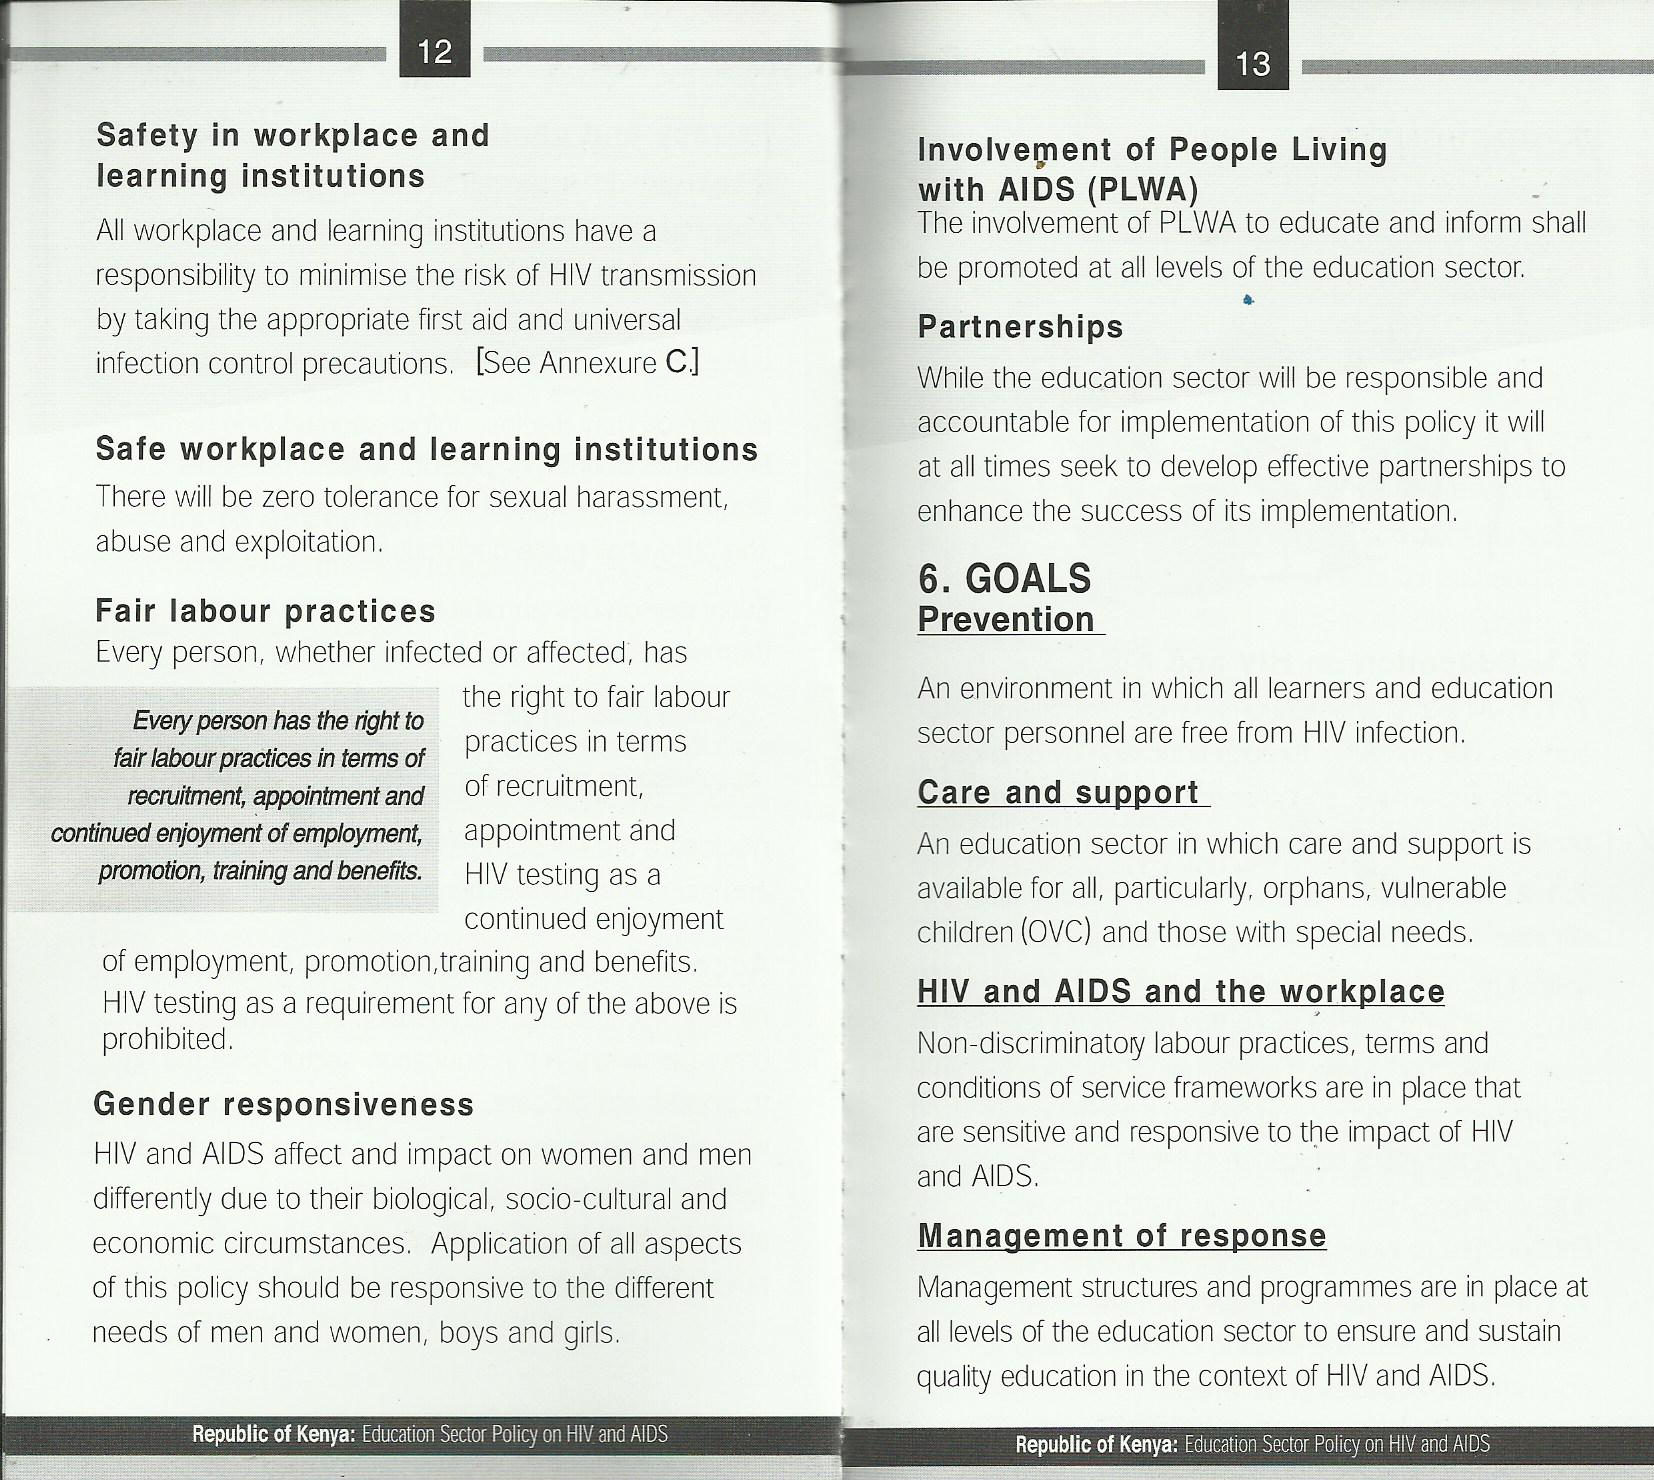 12
Safety in workplace and
learning institutions
All workplace and learning institutions have a
responsibility to minimise the risk of HIV transmission
by taking the appropriate first aid and universal
infection control precautions. [See Annexure C.]
Safe workplace and learning institutions
There will be zero tolerance for sexual harassment,
abuse and exploitation.
Fair labour practices
Every person, whether infected or affected, has
the right to fair labour
practices in terms
of recruitment,
appointment and
HIV testing as a
continued enjoyment
Every person has the right to
fair labour practices in terms of
recruitment, appointment and
continued enjoyment of employment,
promotion, training and benefits.
of employment, promotion,training and benefits.
HIV testing as a requirement for any of the above is
prohibited.
Gender responsiveness
HIV and AIDS affect and impact on women and men
differently due to their biological, socio-cultural and
economic circumstances. Application of all aspects
of this policy should be responsive to the different
needs of men and women, boys and girls.
Republic of Kenya: Education Sector Policy on HIV and AIDS
13
Involvement of People Living
with AIDS (PLWA)
The involvement of PLWA to educate and inform shall
be promoted at all levels of the education sector.
Partnerships
While the education sector will be responsible and
accountable for implementation of this policy it will
at all times seek to develop effective partnerships to
enhance the success of its implementation.
6. GOALS
Prevention
An environment in which all learners and education
sector personnel are free from HIV infection.
Care and support
An education sector in which care and support is
available for all, particularly, orphans, vulnerable
children (OVC) and those with special needs.
HIV and AIDS and the workplace
Non-discriminatory labour practices, terms and
conditions of service frameworks are in place that
are sensitive and responsive to the impact of HIV
and AIDS.
Management of response
Management structures and programmes are in place at
all levels of the education sector to ensure and sustain
quality education in the context of HIV and AIDS.
Republic of Kenya: Education Sector Policy on HIV and AIDS